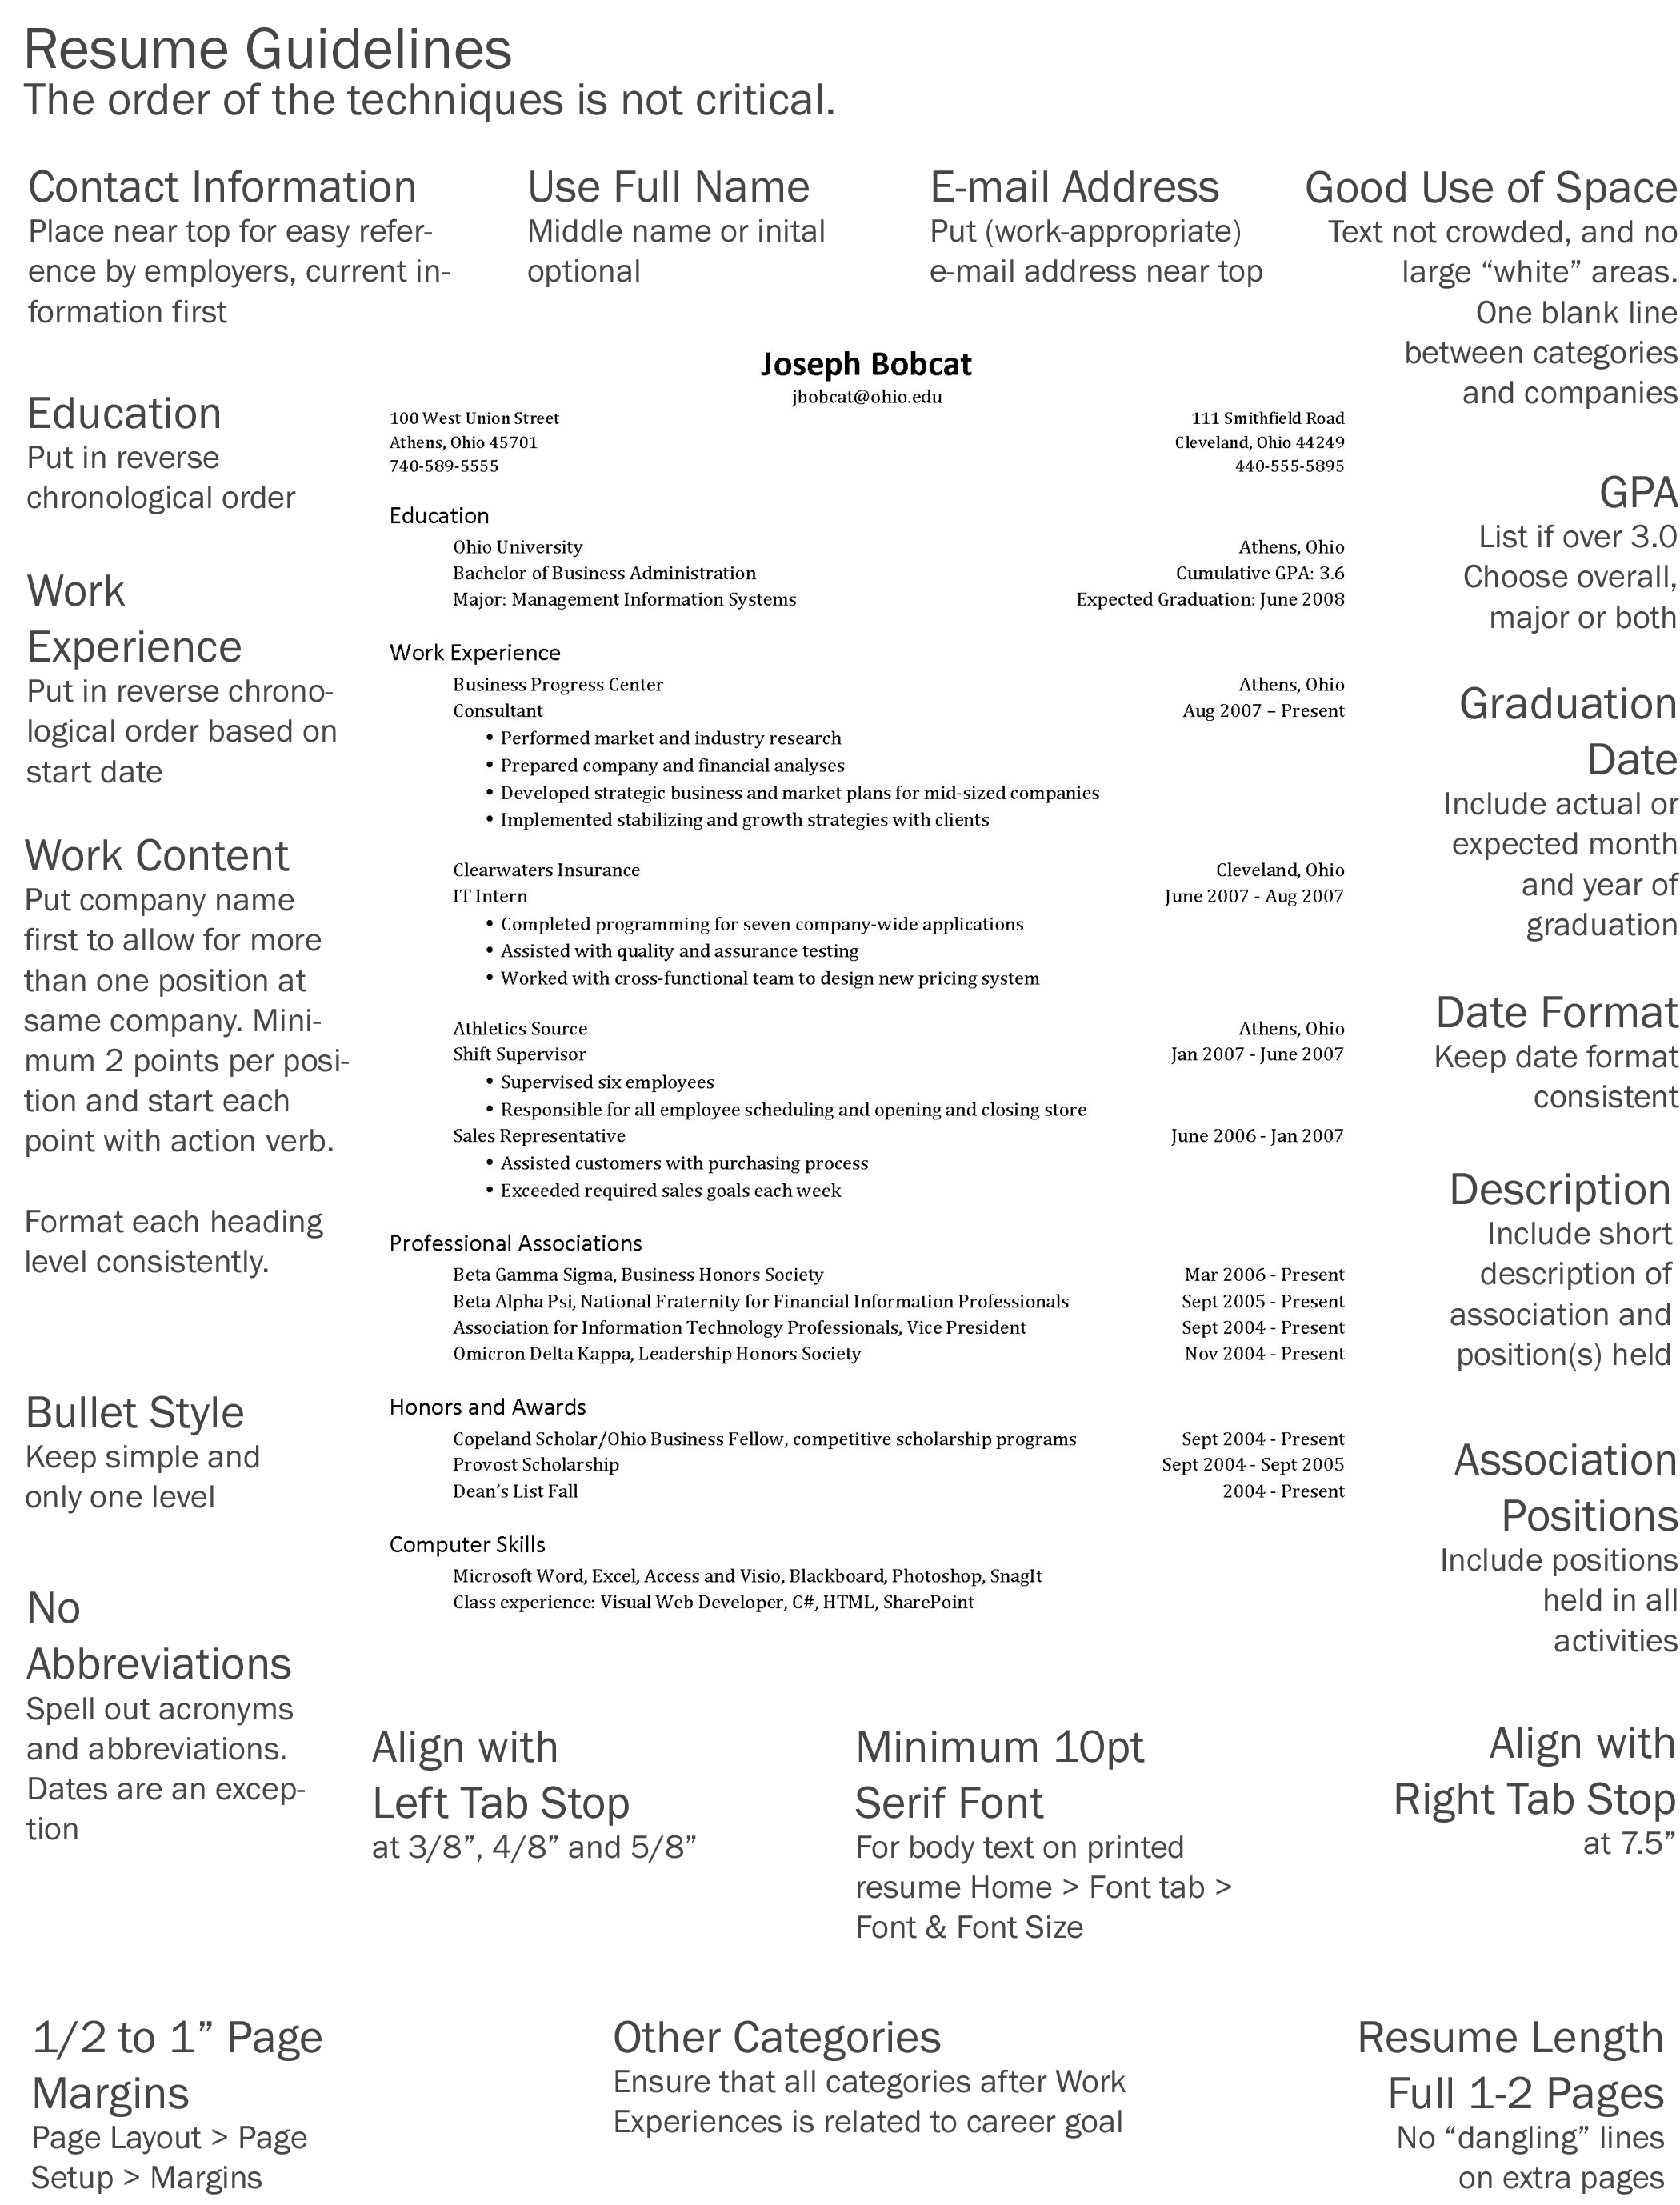 Resume Guidelines
The order of the techniques is not critical.
Contact Information
Place near top for easy refer-
ence by employers, current in-
formation first
Use Full Name
Middle name or inital
optional
E-mail Address
Put (work-appropriate)
e-mail address near top
Good Use of Space
Text not crowded, and no
large “white” areas.
One blank line
between categories
and companies
Education
Put in reverse
chronological order
Work
Experience
Put in reverse chrono-
logical order based on
start date
Work Content
Put company name
first to allow for more
than one position at
same company. Mini-
mum 2 points per posi-
tion and start each
point with action verb.
Format each heading
level consistently.
Bullet Style
Keep simple and
only one level
No
Abbreviations
Spell out acronyms
and abbreviations.
Dates are an excep-
tion
Joseph Bobcat
jbobcat@ohio.edu
100 West Union Street 111 Smithfield Road
Athens, Ohio 45701 Cleveland, Ohio 44249
740-589-5555 440-555-5895
Education
Ohio University Athens, Ohio
Bachelor of Business Administration Cumulative GPA: 3.6
Major: Management Information Systems Expected Graduation: June 2008
Work Experience
Business Progress Center Athens, Ohio
Consultant Aug 2007 – Present
• Performed market and industry research
• Prepared company and financial analyses
• Developed strategic business and market plans for mid-sized companies
• Implemented stabilizing and growth strategies with clients
Clearwaters Insurance Cleveland, Ohio
IT Intern June 2007 - Aug 2007
• Completed programming for seven company-wide applications
• Assisted with quality and assurance testing
• Worked with cross-functional team to design new pricing system
Athletics Source Athens, Ohio
Shift Supervisor Jan 2007 - June 2007
• Supervised six employees
• Responsible for all employee scheduling and opening and closing store
Sales Representative June 2006 - Jan 2007
• Assisted customers with purchasing process
• Exceeded required sales goals each week
Professional Associations
Beta Gamma Sigma, Business Honors Society Mar 2006 - Present
Beta Alpha Psi, National Fraternity for Financial Information Professionals Sept 2005 - Present
Association for Information Technology Professionals, Vice President Sept 2004 - Present
Omicron Delta Kappa, Leadership Honors Society Nov 2004 - Present
Honors and Awards
Copeland Scholar/Ohio Business Fellow, competitive scholarship programs Sept 2004 - Present
Provost Scholarship Sept 2004 - Sept 2005
Dean’s List Fall 2004 - Present
Computer Skills
Microsoft Word, Excel, Access and Visio, Blackboard, Photoshop, SnagIt
Class experience: Visual Web Developer, C#, HTML, SharePoint
GPA
List if over 3.0
Choose overall,
major or both
Graduation
Date
Include actual or
expected month
and year of
graduation
Date Format
Keep date format
consistent
Description
Include short
description of
association and
position(s) held
Association
Positions
Include positions
held in all
activities
Align with
Left Tab Stop
at 3/8”, 4/8” and 5/8”
Minimum 10pt
Serif Font
For body text on printed
resume Home > Font tab >
Font & Font Size
Align with
Right Tab Stop
at 7.5”
1/2 to 1” Page
Margins
Page Layout > Page
Setup > Margins
Other Categories
Ensure that all categories after Work
Experiences is related to career goal
Resume Length
Full 1-2 Pages
No “dangling” lines
on extra pages